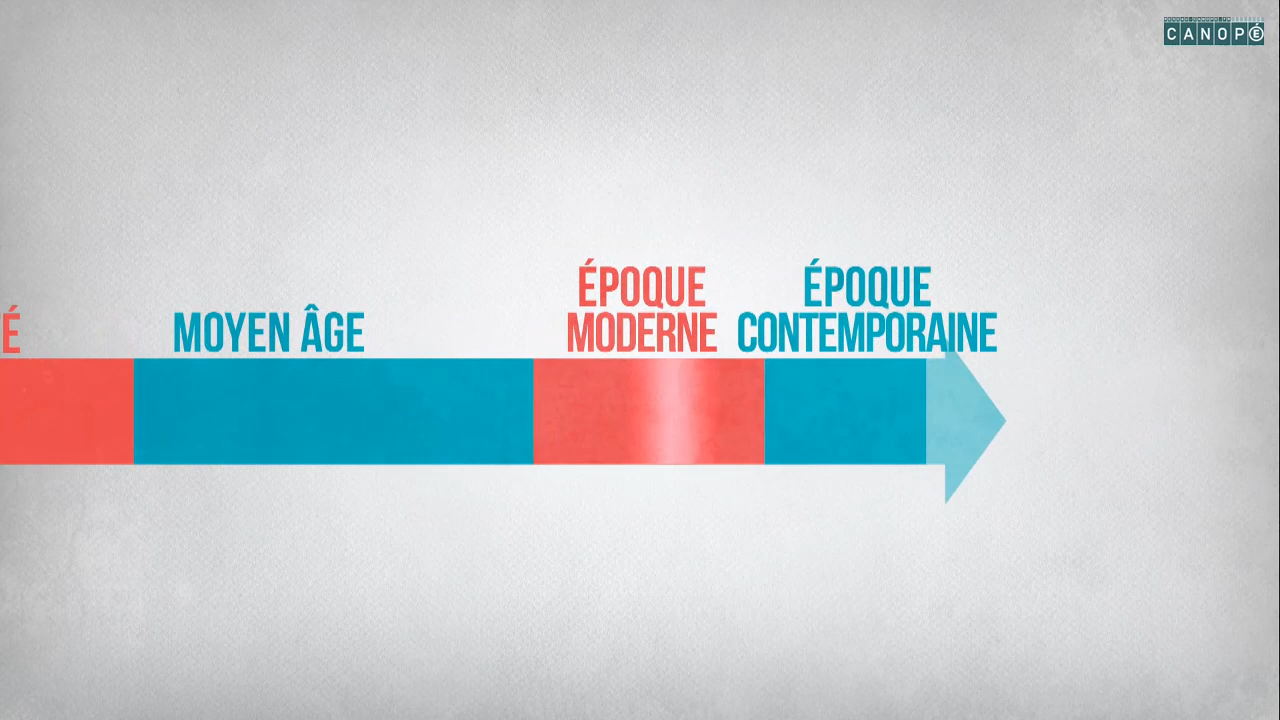 CANOPÉ
ÉPOQUE
MODERNE
ÉPOQUE
CONTEMPORAINE
É
MOYEN ÂGE